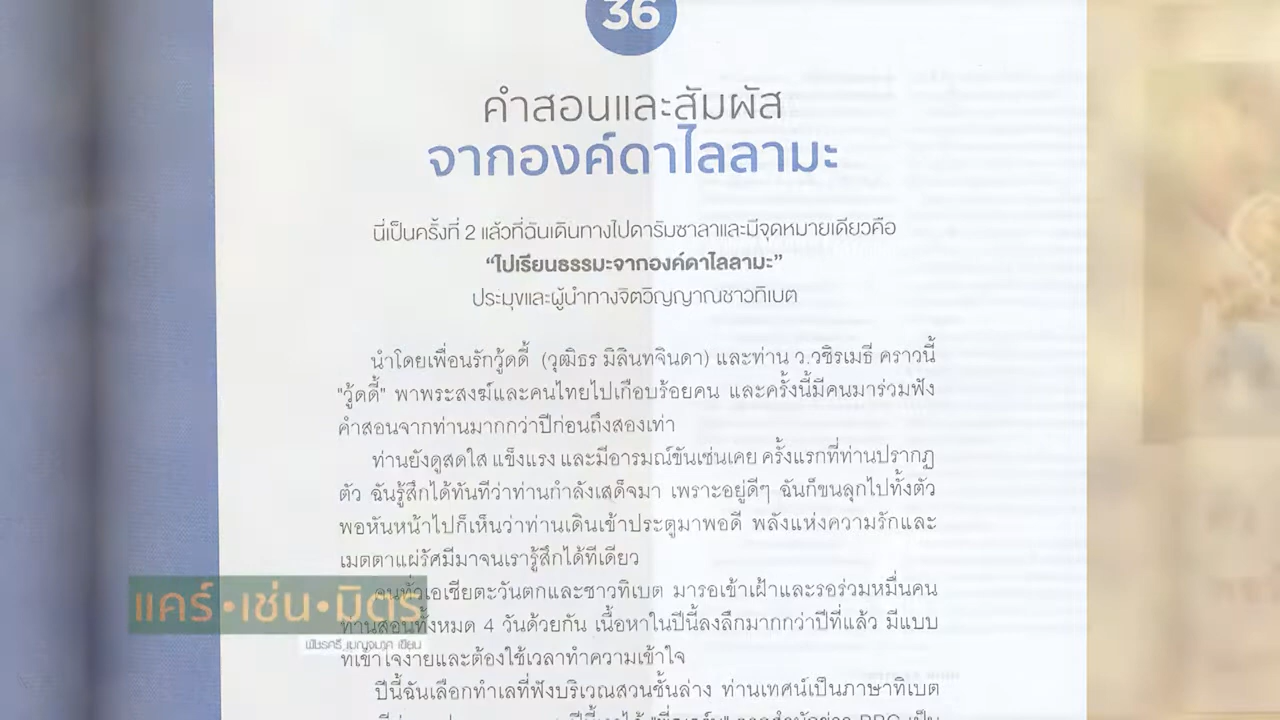 36
คำสอนและสัมผัส
จากองค์ดาไลลามะ
นี่เป็นครั้งที่ 2 แล้วที่ฉันเดินทางไปดารัมซาลาและมีจุดหมายเดียวคือ
“ไปเรียนธรรมะจากองค์ดาไลลามะ”
ประมุขและผู้นำทางจิตวิญญาณชาวทิเบต
นำโดยเพื่อนรักวู้ดดี้ (วุฒิธร มิลินทจินดา) และท่าน ว.วชิรเมธี คราวนี้
"วู้ดดี้" พาพระสงฆ์และคนไทยไปเกือบร้อยคน และครั้งนี้มีคนมาร่วมฟัง
คำสอนจากท่านมากกว่าปีก่อนถึงสองเท่า
ท่านยังดูสดใส แข็งแรง และมีอารมณ์ขันเช่นเคย ครั้งแรกที่ท่านปรากฏ
ตัว ฉันรู้สึกได้ทันทีว่าท่านกำลังเสด็จมา เพราะอยู่ดีๆ ฉันก็ขนลุกไปทั้งตัว
พอหันหน้าไปก็เห็นว่าท่านเดินเข้าประตูมาพอดี พลังแห่งความรักและ
เมตตาแผ่รัศมีมาจนเรารู้สึกได้ทีเดียว
คนทั่วเอเชียตะวันตกและชาวทิเบต มารอเข้าเฝ้าและรอร่วมหมื่นคน
ท่านสอนทั้งหมด 4 วันด้วยกัน เนื้อหาในปีนี้ลงลึกมากกว่าปีที่แล้ว มีแบบ
ที่เข้าใจง่ายและต้องใช้เวลาทำความเข้าใจ
ปีนี้ฉันเลือกทำเลที่ฟังบริเวณสวนชั้นล่าง ท่านเทศน์เป็นภาษาทิเบต
แคร์•เช่น•มิตร
พัชรศรี เบญจมาศ เขียน